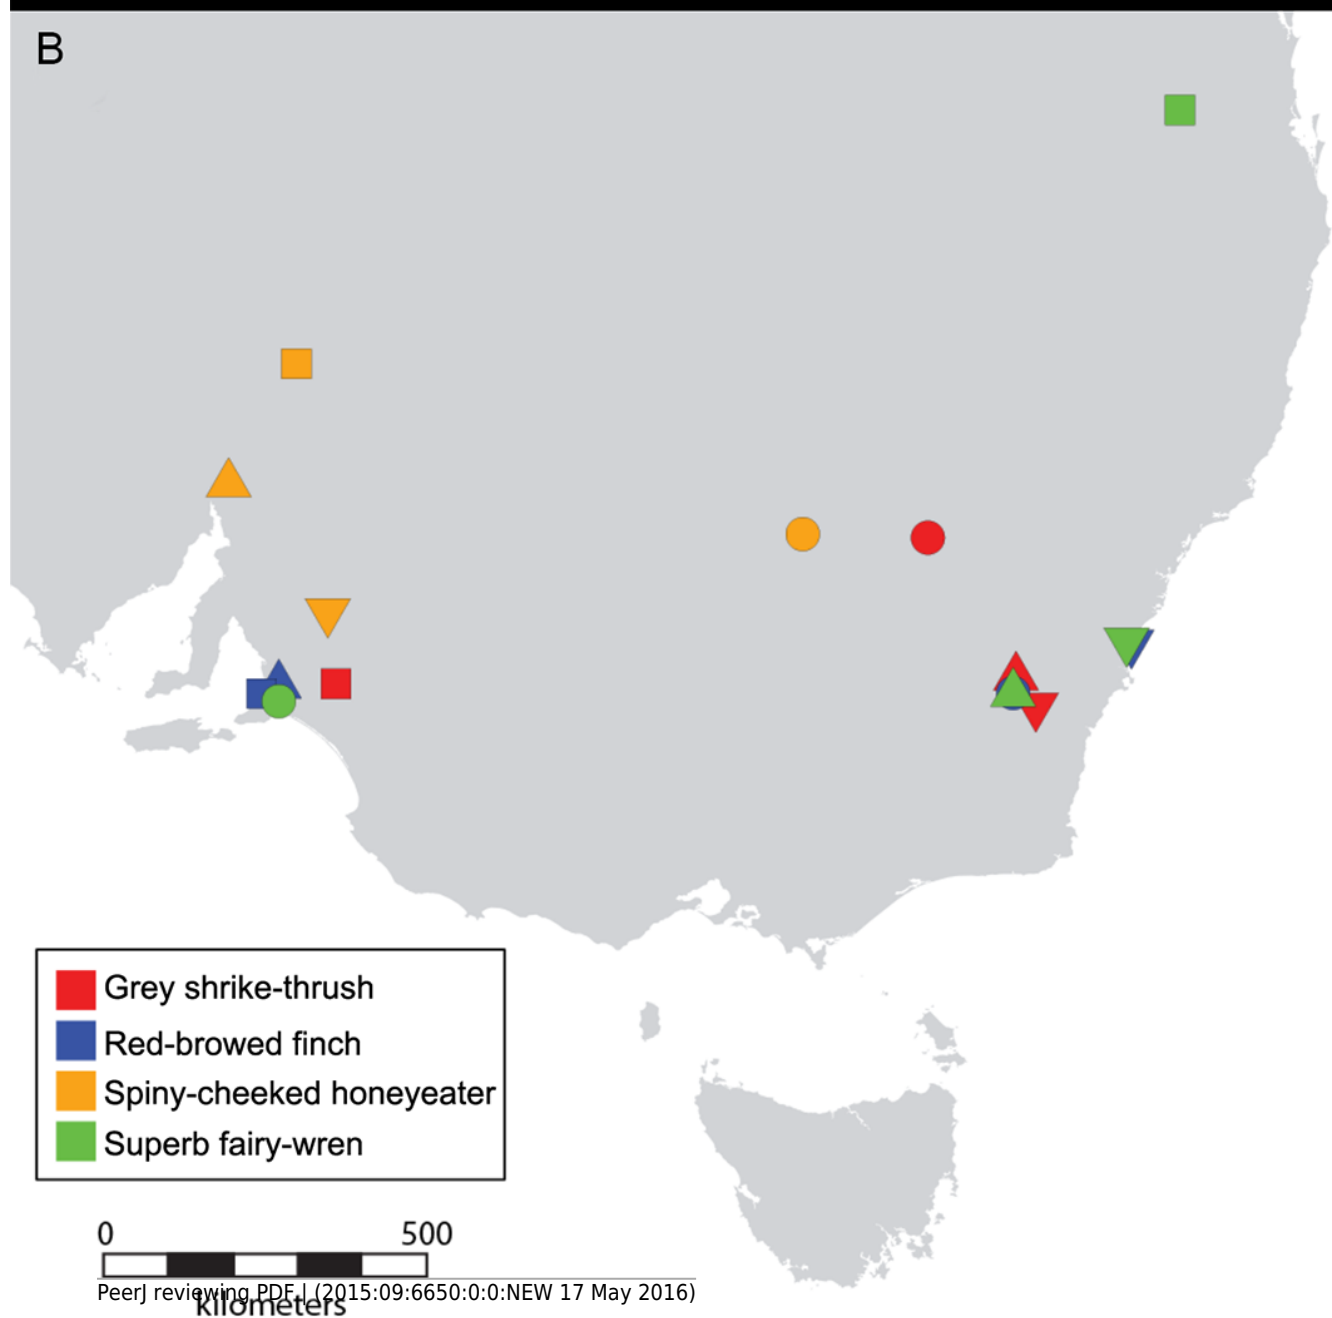 B
Grey shrike-thrush
Red-browed finch
Spiny-cheeked honeyeater
Superb fairy-wren
0 500
PeerJ reviewing PDF | (2015:09:6650:0:0:NEW 17 May 2016)
kilometers